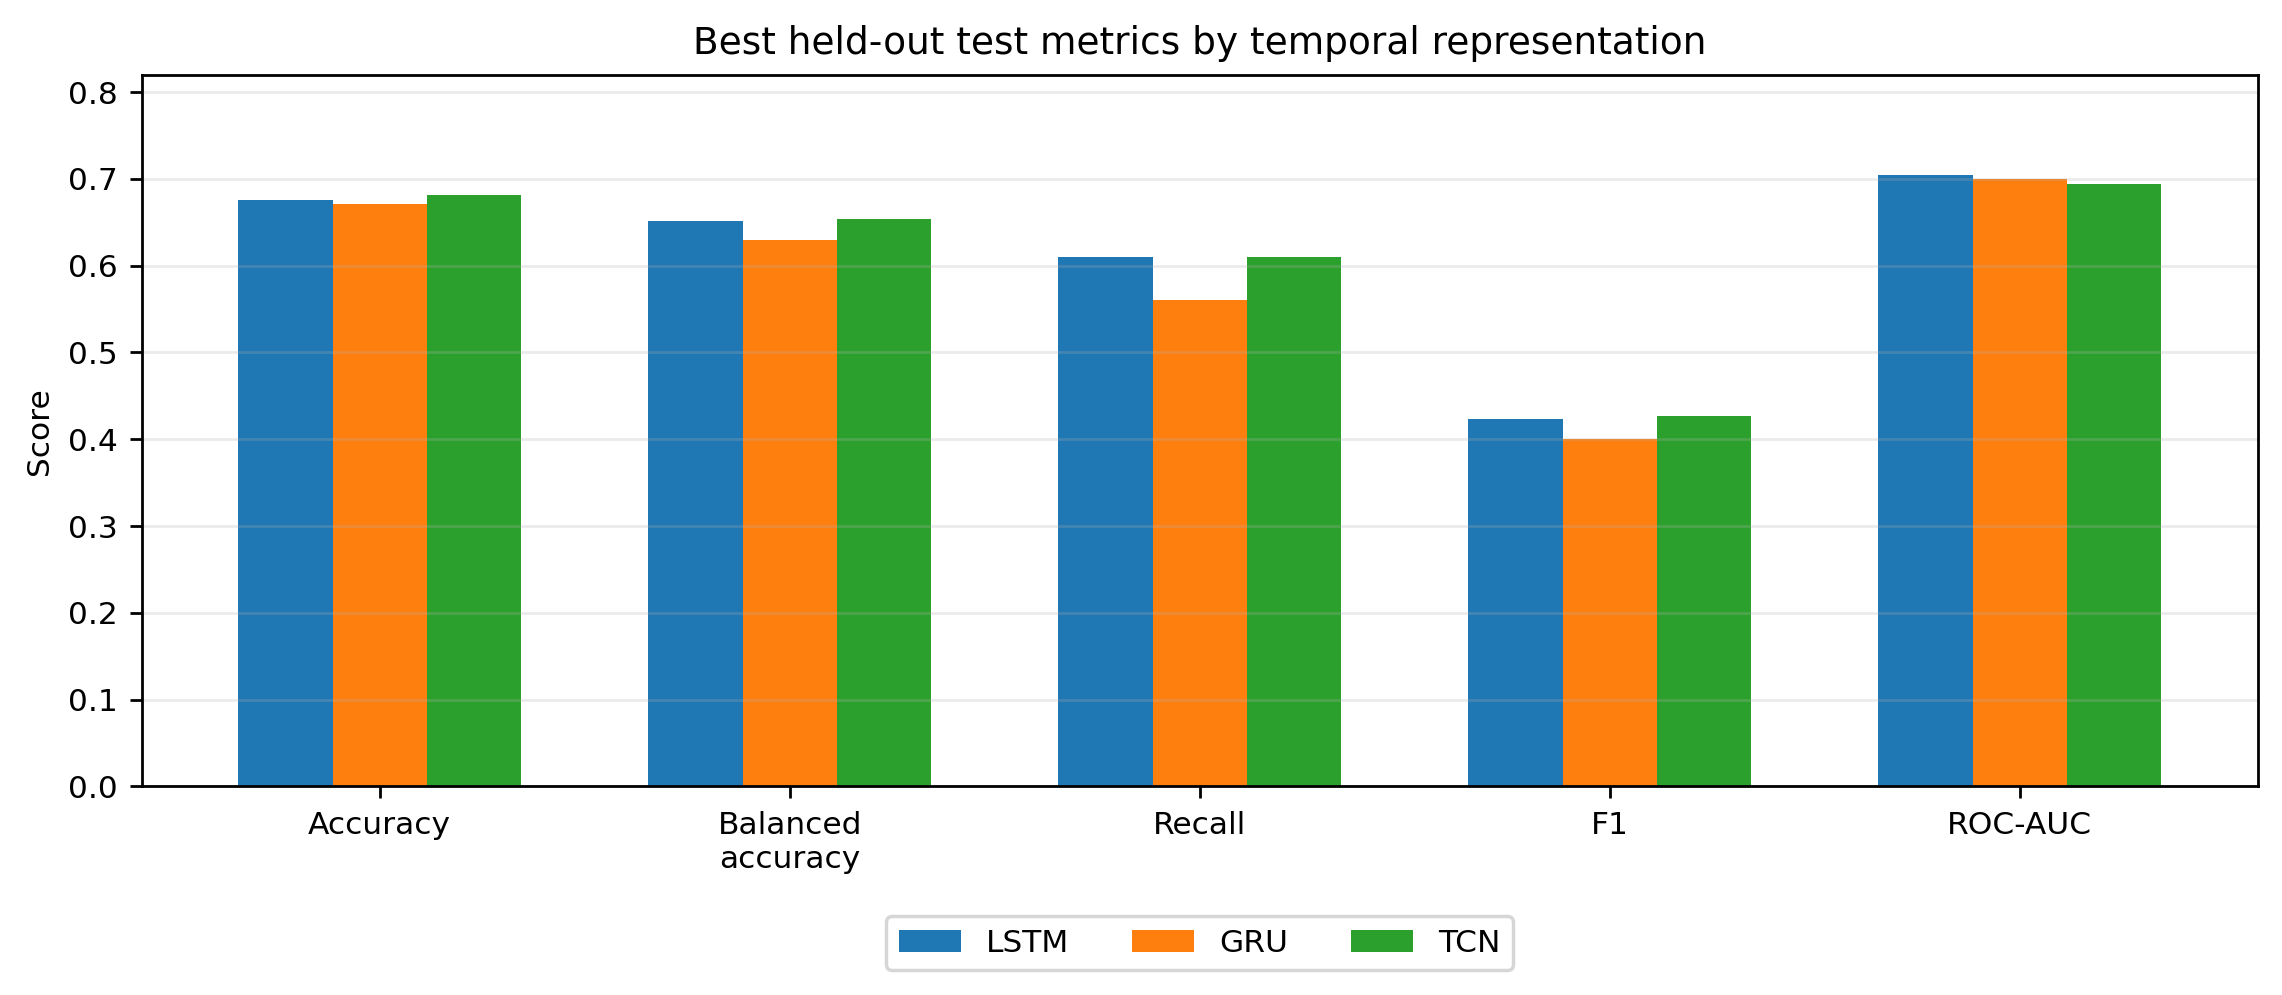 Best held-out test metrics by temporal representation
0.8
0.7
0.6
0.5
0.4
0.3
0.2
0.1
0.0
Score
Accuracy
Balanced
accuracy
Recall
F1
ROC-AUC
LSTM
GRU
TCN